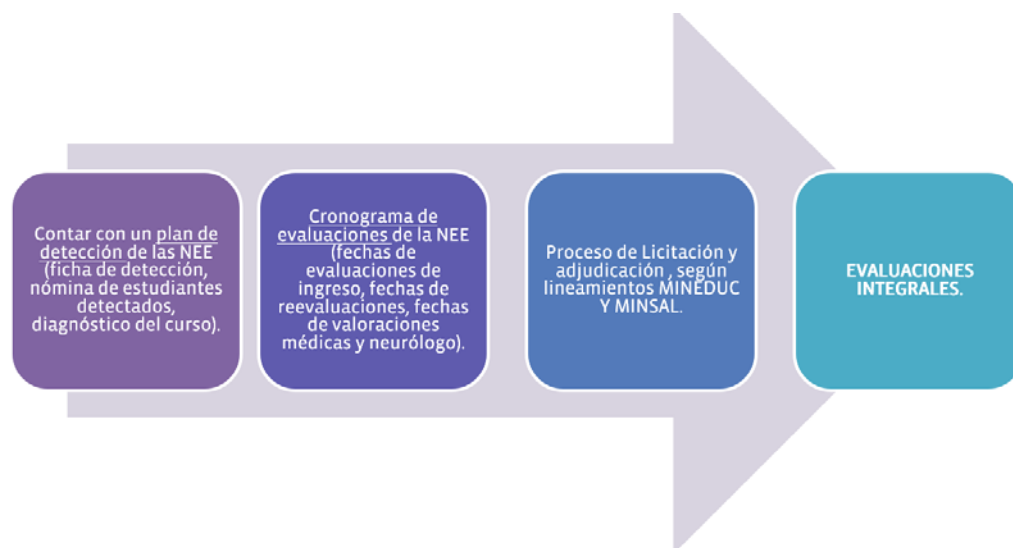 Contar con un plan de
detección de las NEE
(ficha de detección,
nómina de estudiantes
detectados,
diagnóstico del curso).
Cronograma de
evaluaciones de la NEE
(fechas de
evaluaciones de
ingreso, fechas de
reevaluaciones, fechas
de valoraciones
médicas y neurólogo).
Proceso de Licitación y
adjudicación , según
lineamientos MINEDUC
Y MINSAL.
EVALUACIONES
INTEGRALES.